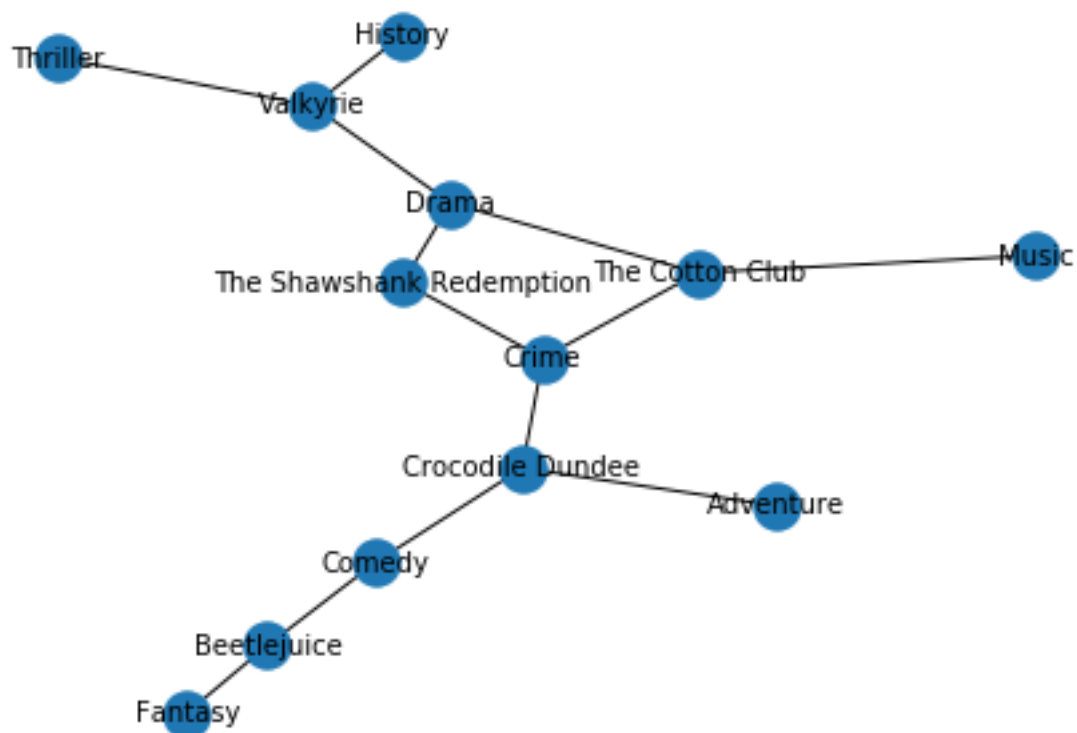 History
Thriller
Valkyrie
Drama
Music
The Cotton Club
The Shawshank Redemption
Crime
Crocodile Dundee
Adventure
Comedy
Beetlejuice
Fantasy